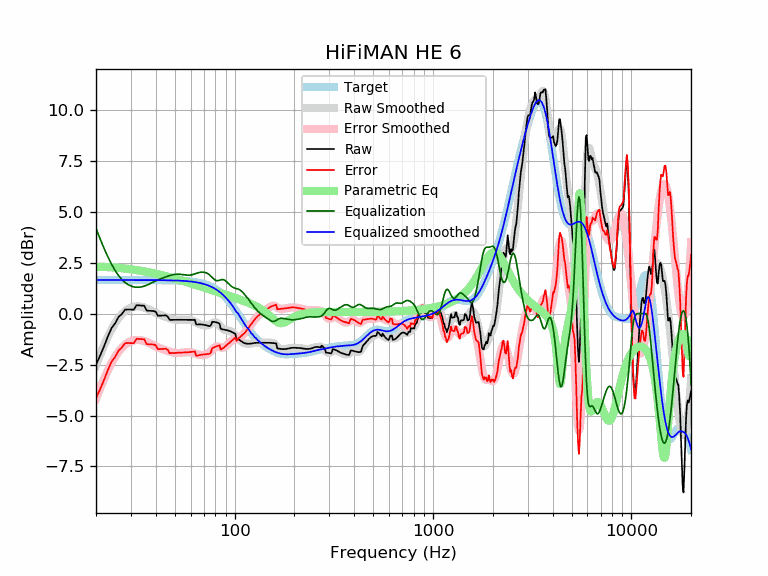 HiFiMAN HE 6
Target
Raw Smoothed
Error Smoothed
Raw
Error
Parametric Eq
Equalization
Equalized smoothed
Amplitude (dBr)
10.0
7.5
5.0
2.5
0.0
−2.5
−5.0
−7.5
100
1000
10000
Frequency (Hz)